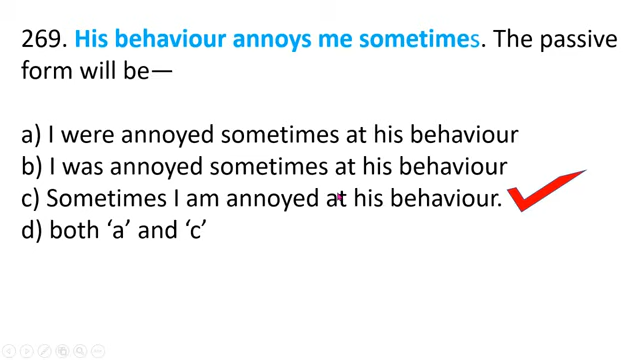 269. His behaviour annoys me sometimes. The passive
form will be—
a) I were annoyed sometimes at his behaviour
b) I was annoyed sometimes at his behaviour
c) Sometimes I am annoyed at his behaviour.
d) both ‘a’ and ‘c’